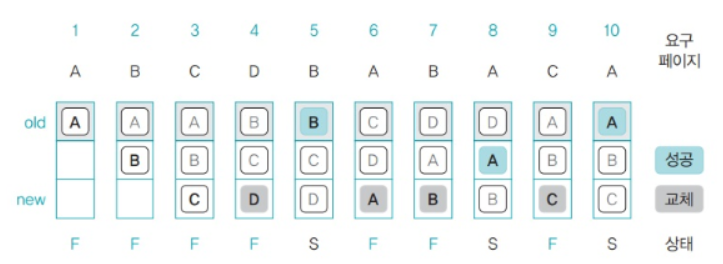 1 2 3 4 5 6 7 8 9 10 요구
A B C D B A B A C A 페이지
old A A A B B C D D A A
B B C C D A A B B 성공
new C D D A B B C C 교체
F F F F S F F S F S 상태